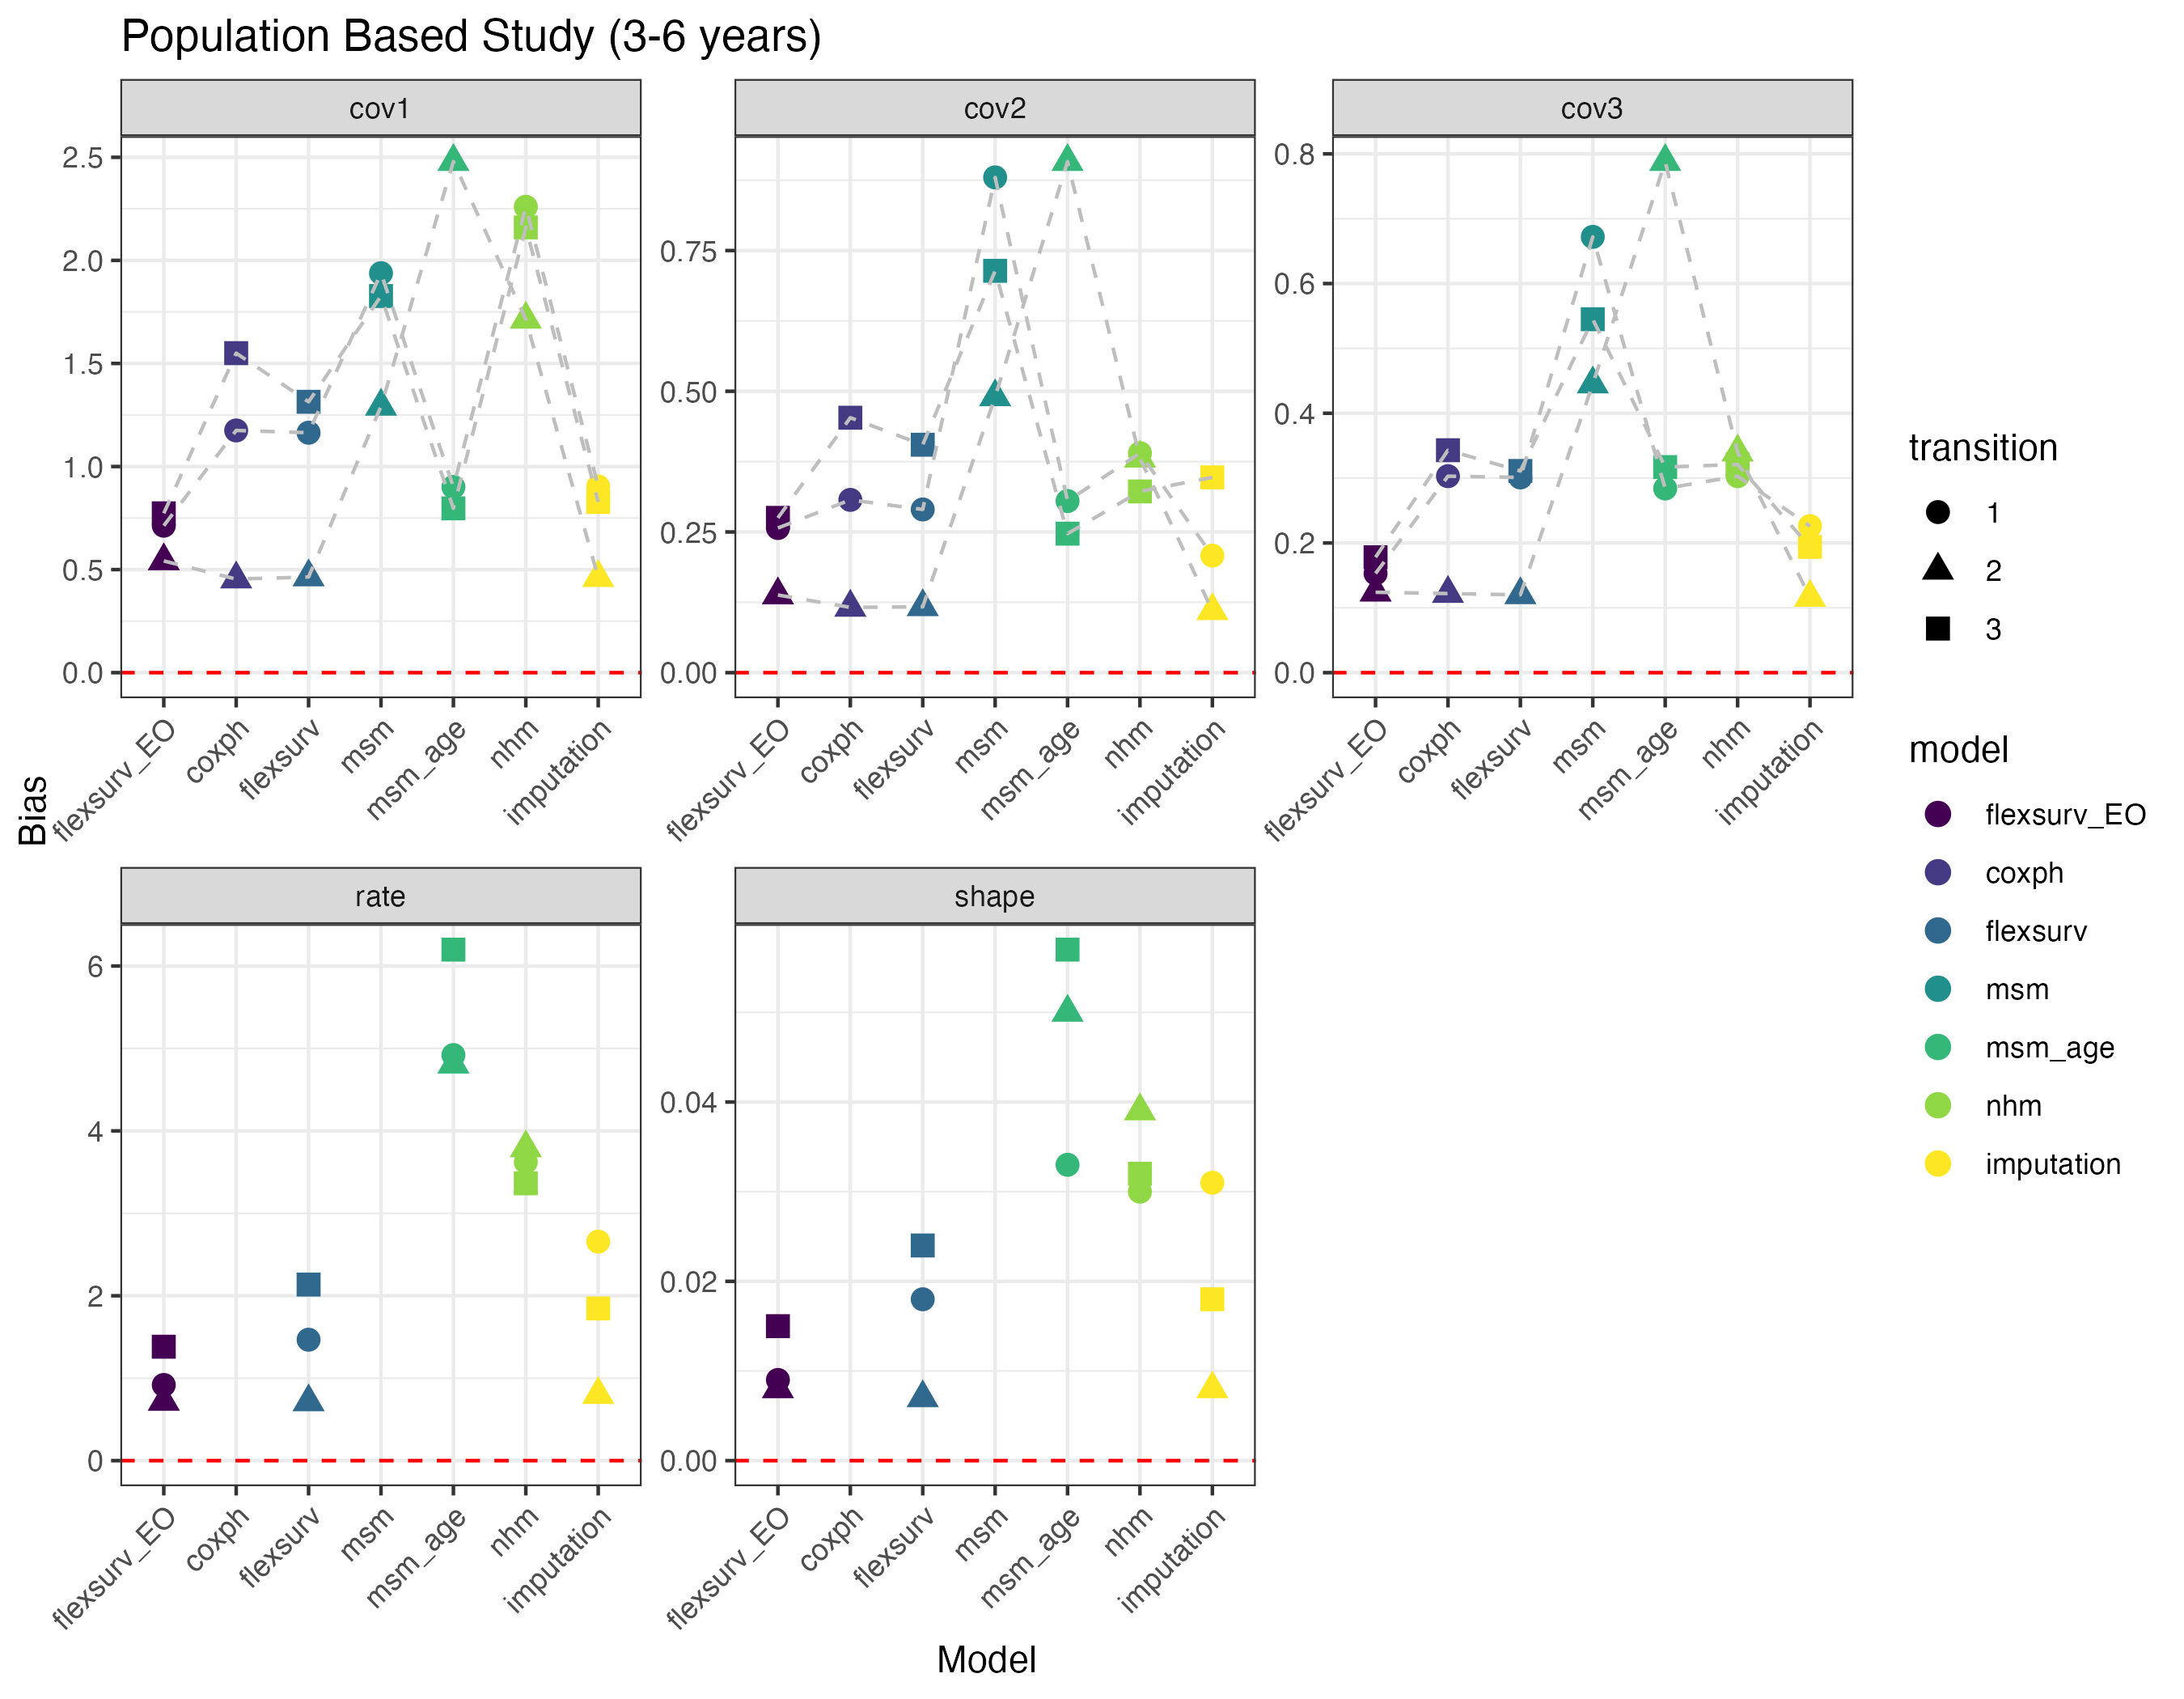 Population Based Study (3-6 years)
cov1
cov2
cov3
2.5
2.0
1.5
1.0
0.5
0.0
0.75
0.50
0.25
0.00
0.8
0.6
0.4
0.2
0.0
flexsurv_EO
coxph
flexsurv
msm
msm_age
nhm
imputation
flexsurv_EO
coxph
flexsurv
msm
msm_age
nhm
imputation
flexsurv_EO
coxph
flexsurv
msm
msm_age
nhm
imputation
Bias
rate
shape
6
4
2
0
0.04
0.02
0.00
flexsurv_EO
coxph
flexsurv
msm
msm_age
nhm
imputation
flexsurv_EO
coxph
flexsurv
msm
msm_age
nhm
imputation
Model
transition
1
2
3
model
flexsurv_EO
coxph
flexsurv
msm
msm_age
nhm
imputation